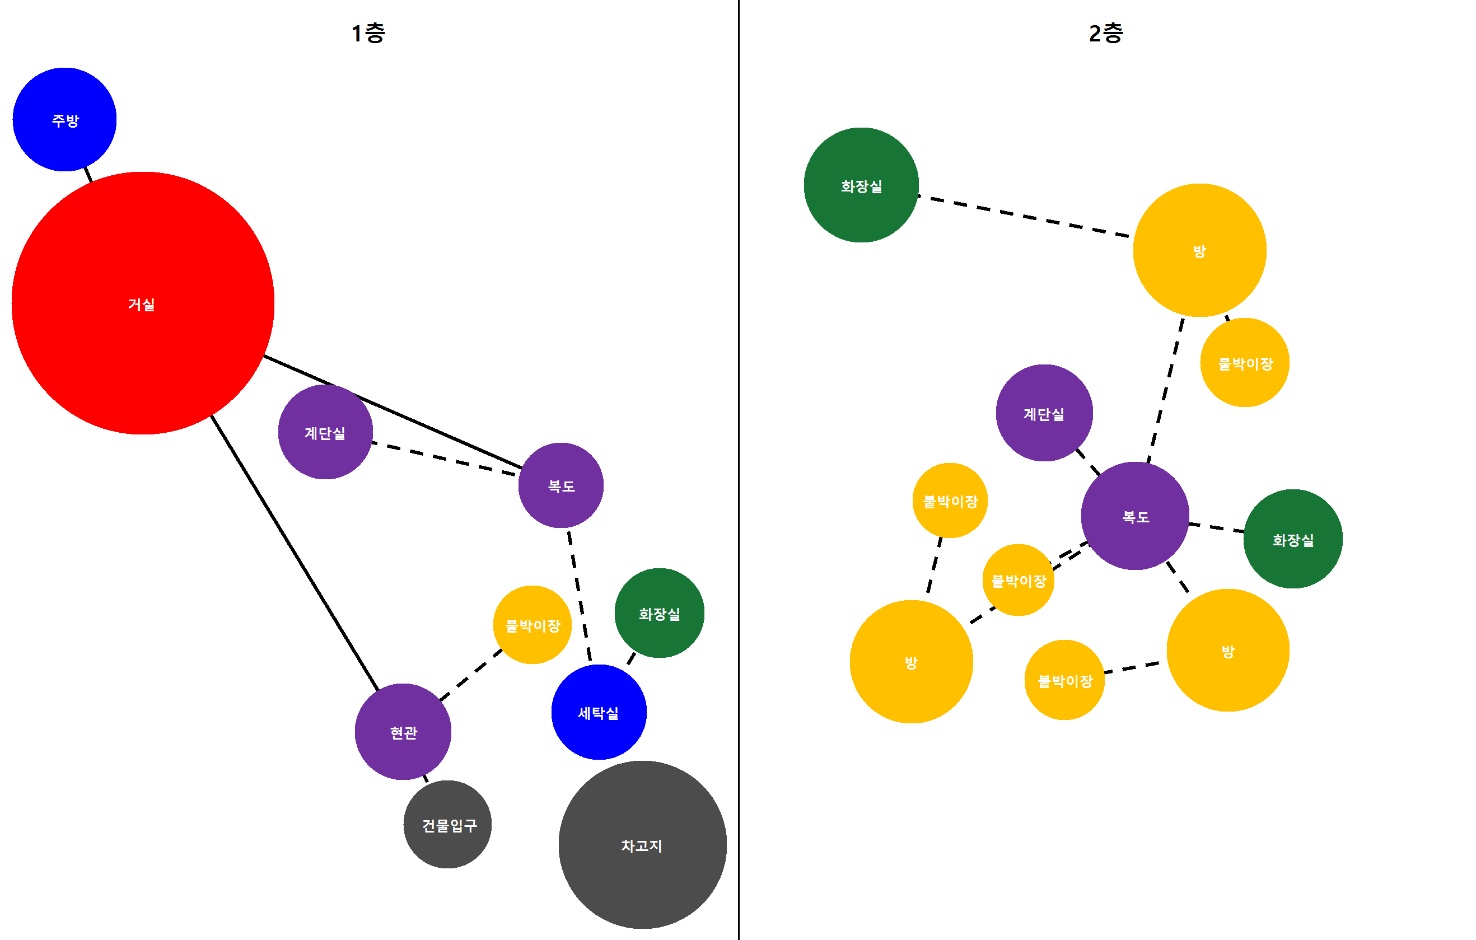 1층
2층
주방
거실
계단실
복도
붙박이장
화장실
현관
세탁실
건물입구
차고지
화장실
방
붙박이장
계단실
붙박이장
복도
화장실
붙박이장
방
붙박이장
방